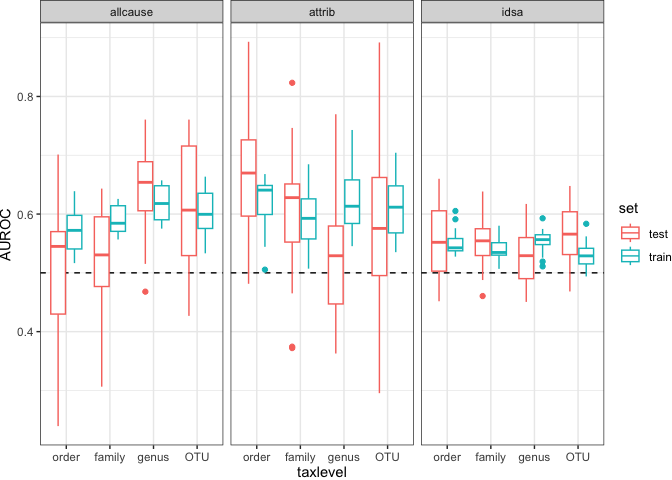 allcause attrib idsa
AUROC
0.8
0.6
0.4
order family genus OTU order family genus OTU order family genus OTU
taxlevel
set
test
train